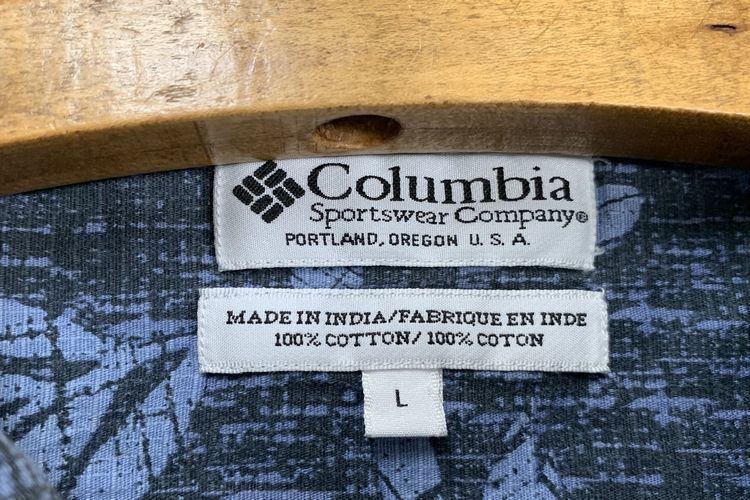 Columbia
Sportswear Company®
PORTLAND, OREGON U. S. A.
MADE IN INDIA/FABRIQUE EN INDE
100% COTTON/ 100% COTON
L